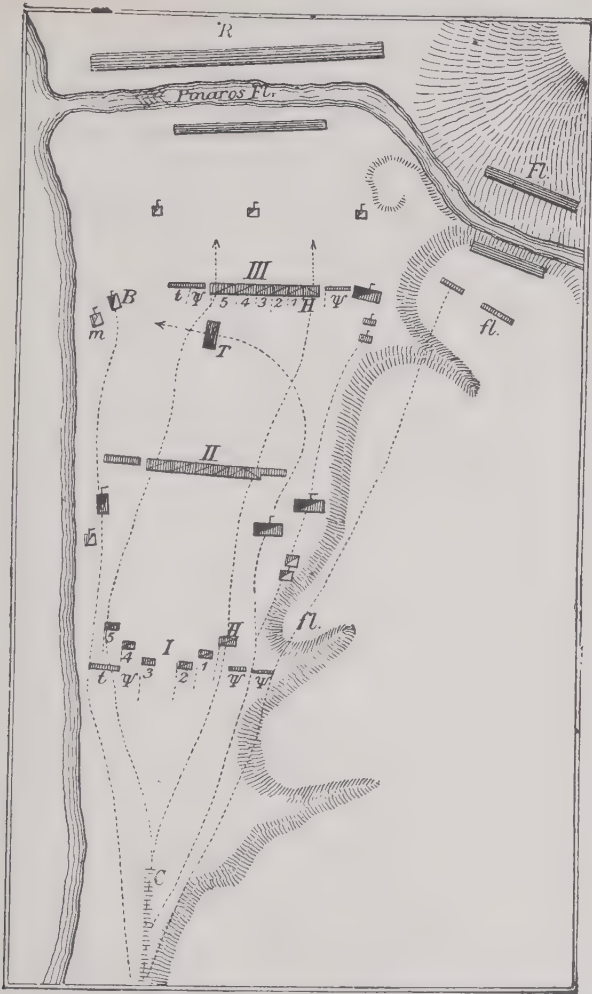 R
Pinaros Fl.
Fl.
III
t Ψ 5 4 3 2 1 H Ψ
B
m
T
fl.
II
5
4
I
H
3
2
1
t
Ψ
Ψ
Ψ
fl.
C